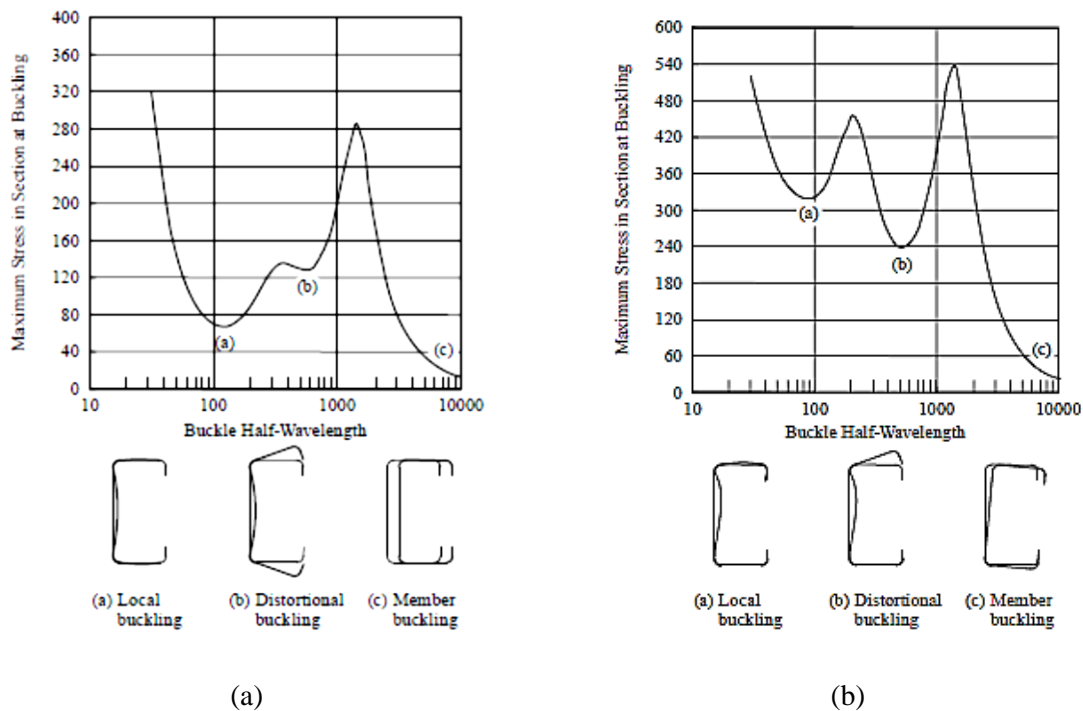 Maximum Stress in Section at Buckling
400
360
320
280
240
200
160
120
80
40
0
(a)
(b)
(c)
10
100
1000
10000
Buckle Half-Wavelength
(a) Local
buckling
(b) Distortional
buckling
(c) Member
buckling
(a)
Maximum Stress in Section at Buckling
600
540
480
420
360
300
240
180
120
60
0
(a)
(b)
(c)
10
100
1000
10000
Buckle Half-Wavelength
(a) Local
buckling
(b) Distortional
buckling
(c) Member
buckling
(b)